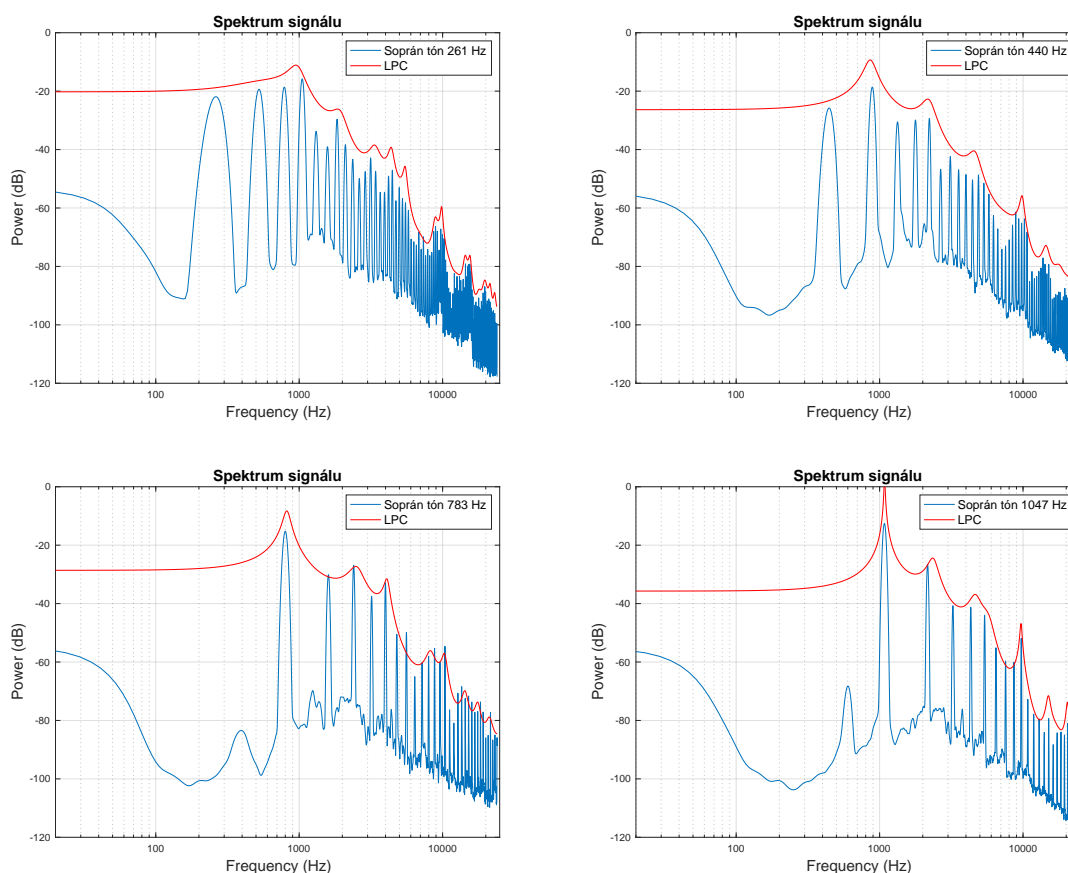 Spektrum signálu
Soprán tón 261 Hz
LPC
0
-20
-40
-60
-80
-100
-120
Power (dB)
100
1000
10000
Frequency (Hz)
Spektrum signálu
Soprán tón 440 Hz
LPC
0
-20
-40
-60
-80
-100
-120
Power (dB)
100
1000
10000
Frequency (Hz)
Spektrum signálu
Soprán tón 783 Hz
LPC
0
-20
-40
-60
-80
-100
-120
Power (dB)
100
1000
10000
Frequency (Hz)
Spektrum signálu
Soprán tón 1047 Hz
LPC
0
-20
-40
-60
-80
-100
-120
Power (dB)
100
1000
10000
Frequency (Hz)